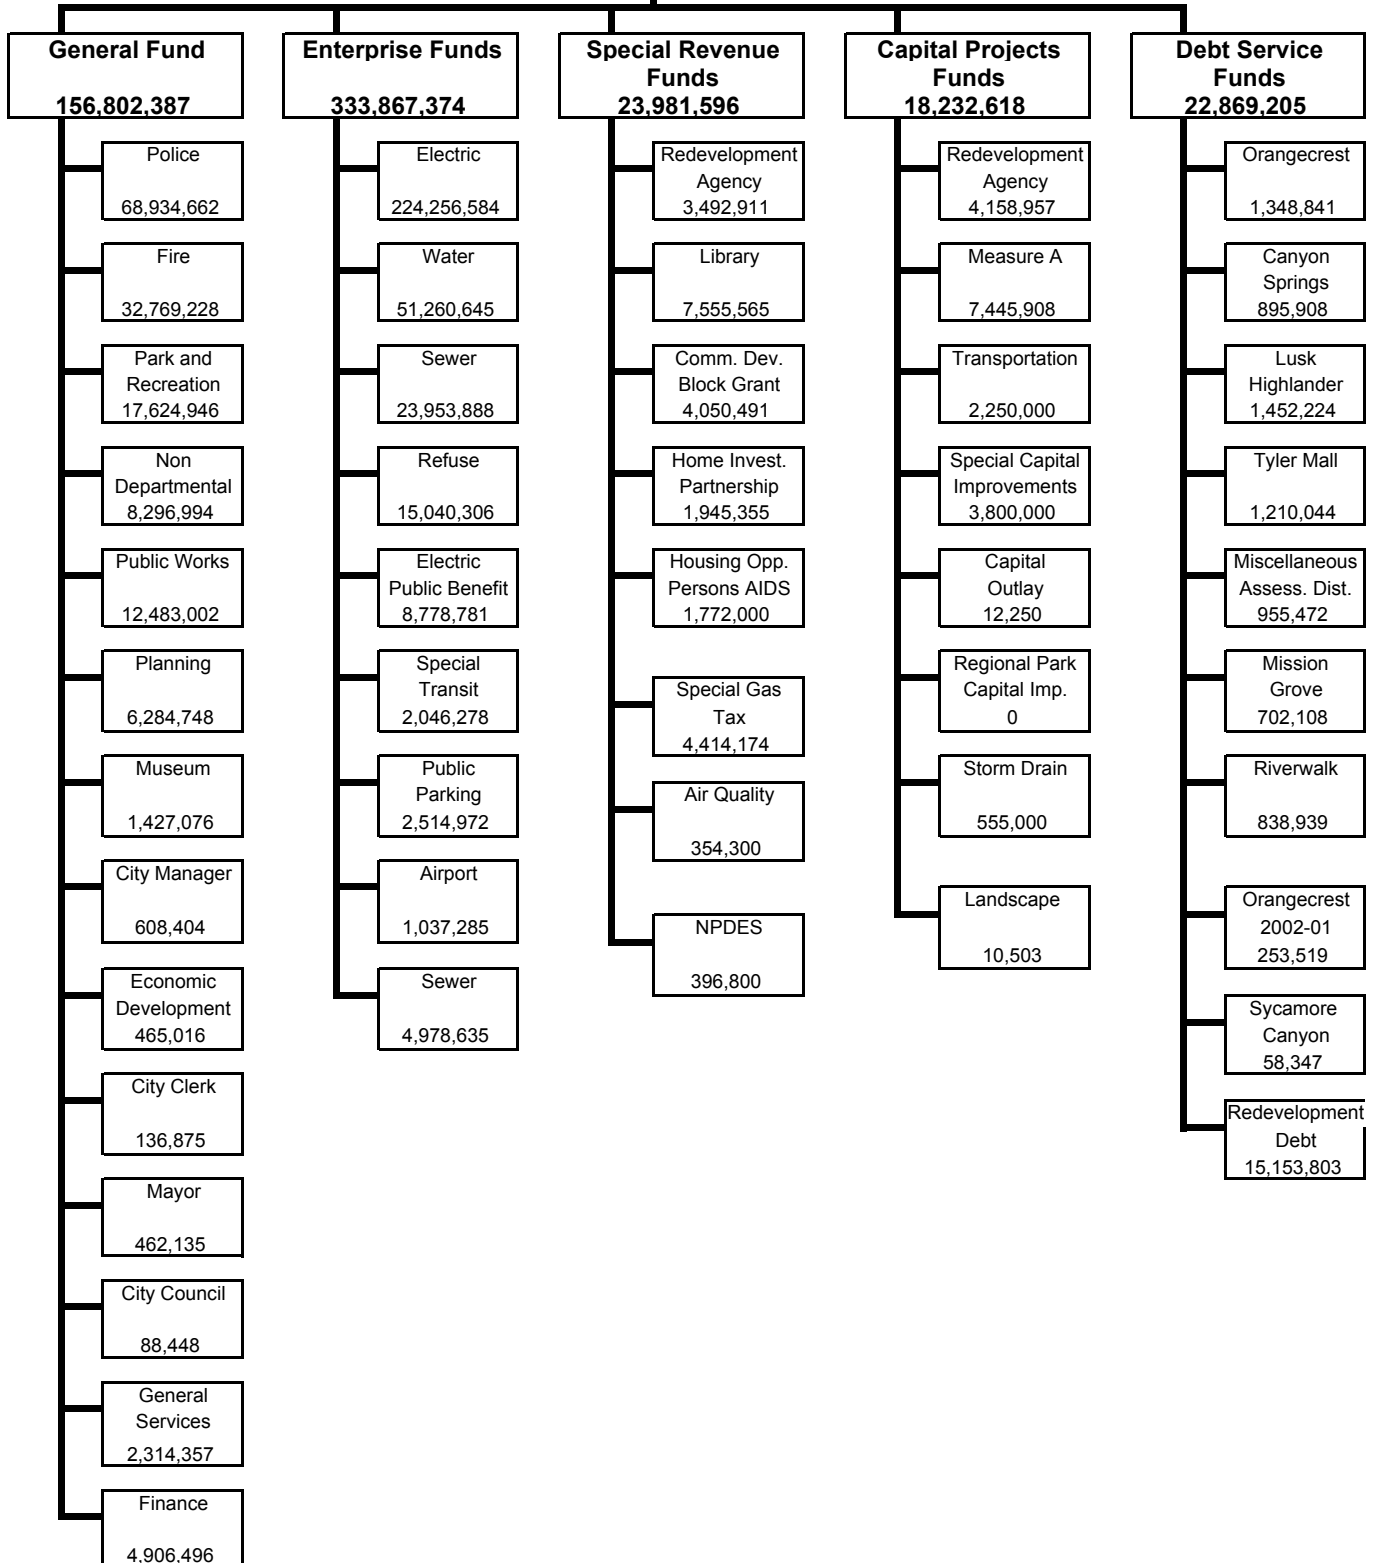 General Fund
156,802,387
Police
68,934,662
Fire
32,769,228
Park and
Recreation
17,624,946
Non
Departmental
8,296,994
Public Works
12,483,002
Planning
6,284,748
Museum
1,427,076
City Manager
608,404
Economic
Development
465,016
City Clerk
136,875
Mayor
462,135
City Council
88,448
General
Services
2,314,357
Finance
4,906,496
Enterprise Funds
333,867,374
Electric
224,256,584
Water
51,260,645
Sewer
23,953,888
Refuse
15,040,306
Electric
Public Benefit
8,778,781
Special
Transit
2,046,278
Public
Parking
2,514,972
Airport
1,037,285
Sewer
4,978,635
Special Revenue
Funds
23,981,596
Redevelopment
Agency
3,492,911
Library
7,555,565
Comm. Dev.
Block Grant
4,050,491
Home Invest.
Partnership
1,945,355
Housing Opp.
Persons AIDS
1,772,000
Special Gas
Tax
4,414,174
Air Quality
354,300
NPDES
396,800
Capital Projects
Funds
18,232,618
Redevelopment
Agency
4,158,957
Measure A
7,445,908
Transportation
2,250,000
Special Capital
Improvements
3,800,000
Capital
Outlay
12,250
Regional Park
Capital Imp.
0
Storm Drain
555,000
Landscape
10,503
Debt Service
Funds
22,869,205
Orangecrest
1,348,841
Canyon
Springs
895,908
Lusk
Highlander
1,452,224
Tyler Mall
1,210,044
Miscellaneous
Assess. Dist.
955,472
Mission
Grove
702,108
Riverwalk
838,939
Orangecrest
2002-01
253,519
Sycamore
Canyon
58,347
Redevelopment
Debt
15,153,803